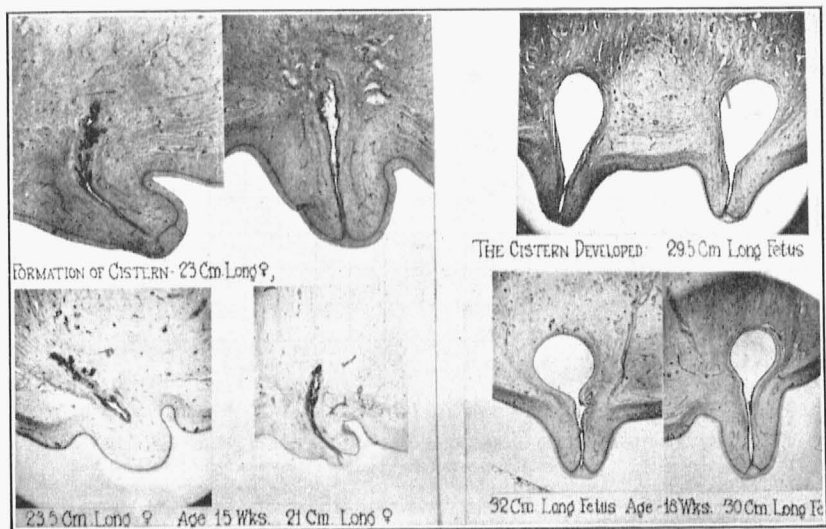 FORMATION OF CISTERN - 23 Cm. Long ♀,
23.5 Cm. Long ♀ Age 15 Wks. 21 Cm. Long ♀
THE CISTERN DEVELOPED 29.5 Cm Long Fetus
32 Cm Long Fetus Age - 16 Wks. 30 Cm. Long Fe